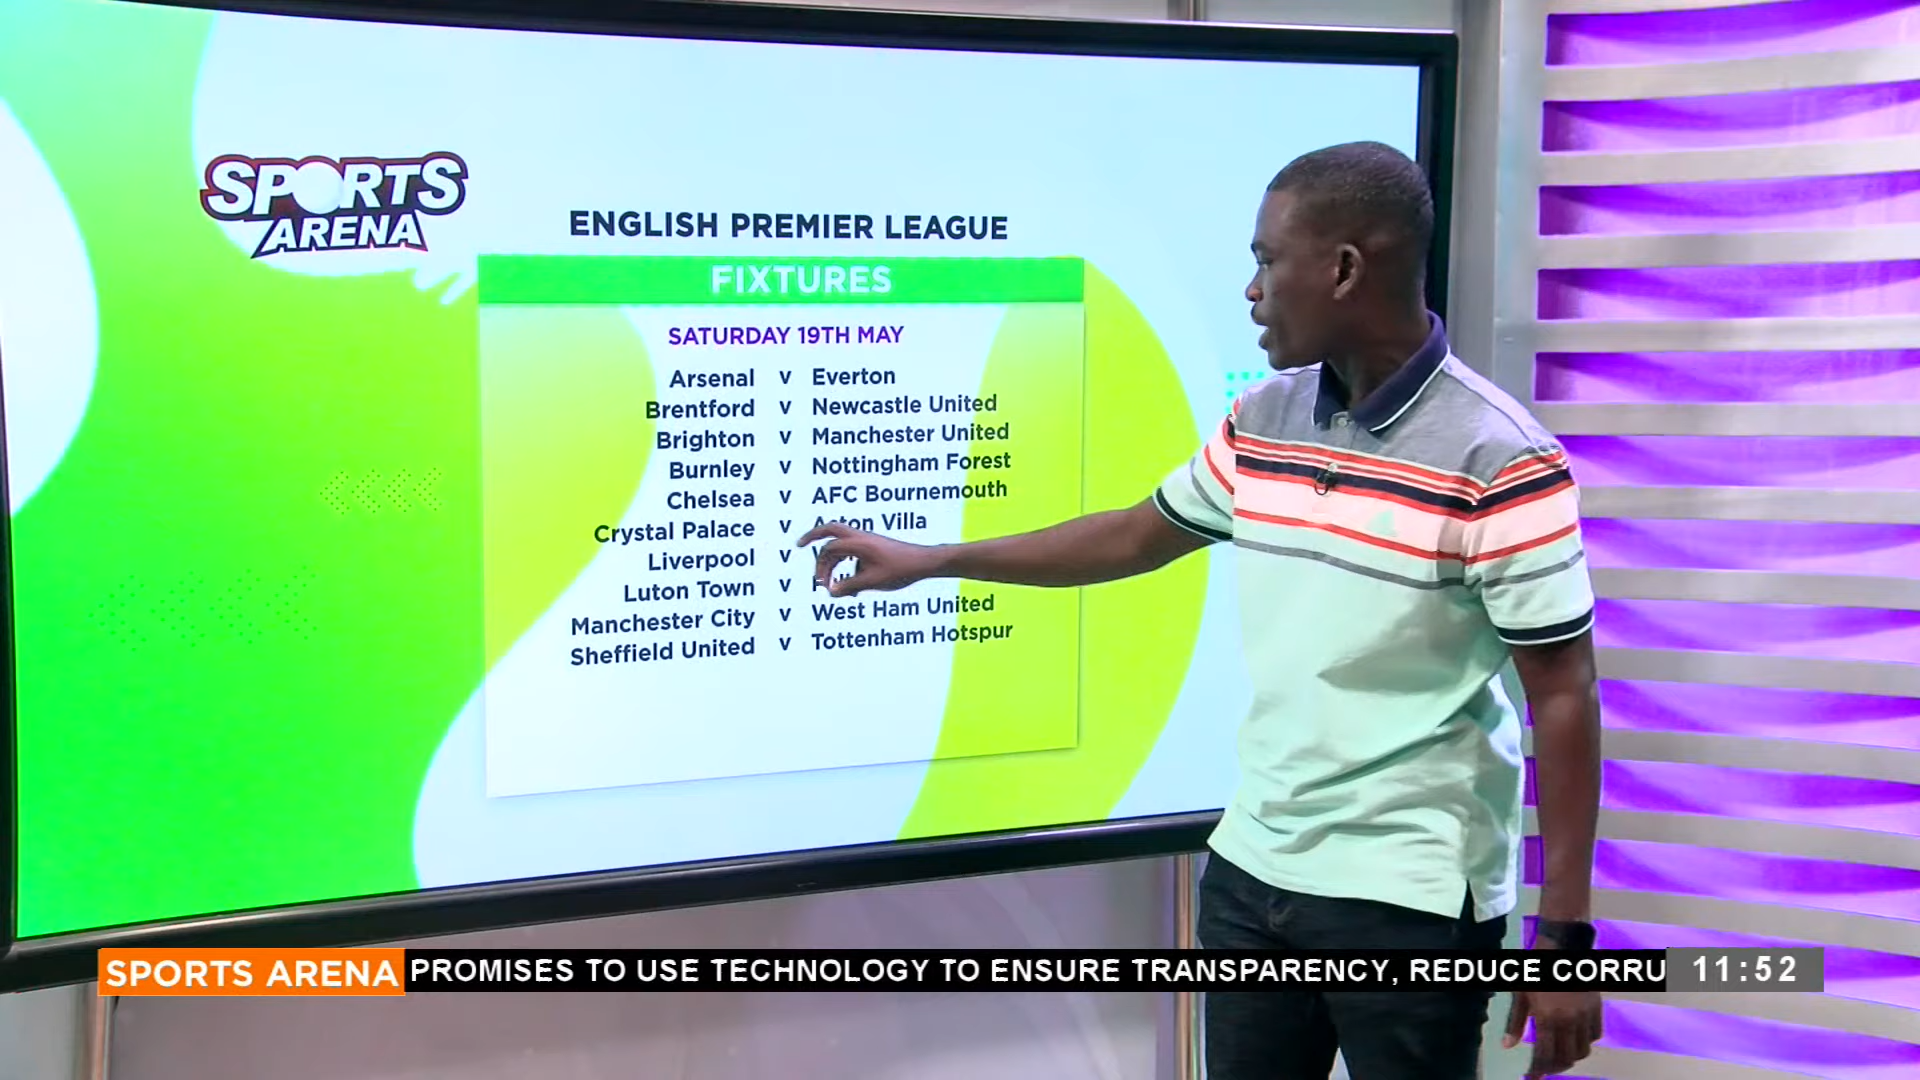 SPORTS
ARENA
ENGLISH PREMIER LEAGUE
FIXTURES
SATURDAY 19TH MAY
Arsenal v Everton
Brentford v Newcastle United
Brighton v Manchester United
Burnley v Nottingham Forest
Chelsea v AFC Bournemouth
Crystal Palace v Aston Villa
Liverpool v
Luton Town v
Manchester City v West Ham United
Sheffield United v Tottenham Hotspur
SPORTS ARENA PROMISES TO USE TECHNOLOGY TO ENSURE TRANSPARENCY, REDUCE CORRU 11:52